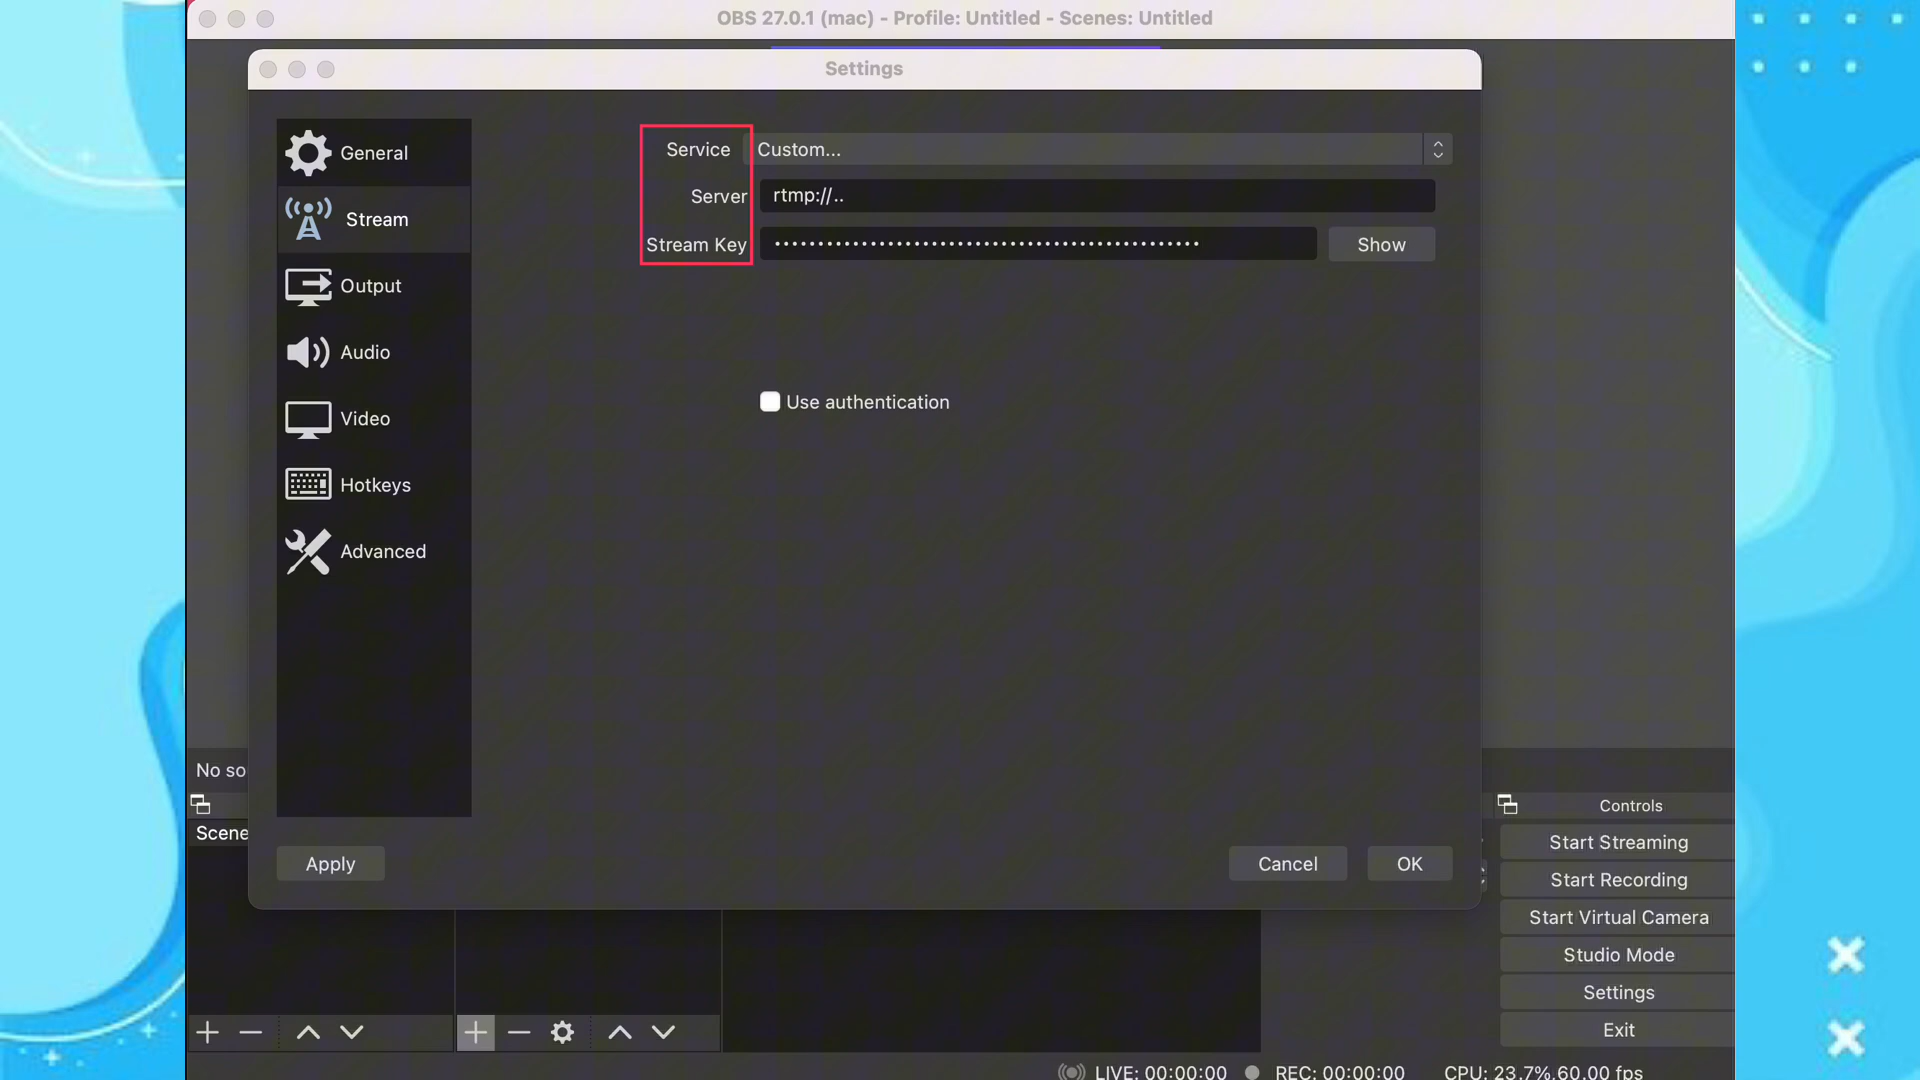 OBS 27.0.1 (mac) - Profile: Untitled - Scenes: Untitled
Settings
General
Stream
Output
Audio
Video
Hotkeys
Advanced
Service Custom...
Server rtmp://..
Stream Key Show
Use authentication
Apply
Cancel
OK
No so
Scene
Controls
Start Streaming
Start Recording
Start Virtual Camera
Studio Mode
Settings
Exit
LIVE: 00:00:00 REC: 00:00:00 CPU: 23.7%,60.00 fps